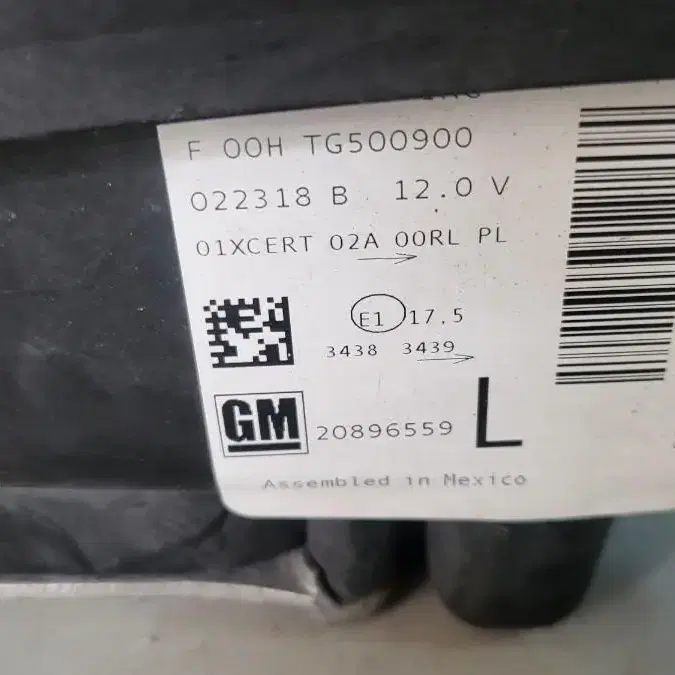 F 00H TG500900
022318 B 12.0 V
01XCERT 02A 00RL PL
E1 17.5
3438 3439
GM 20896559 L
Assembled in Mexico